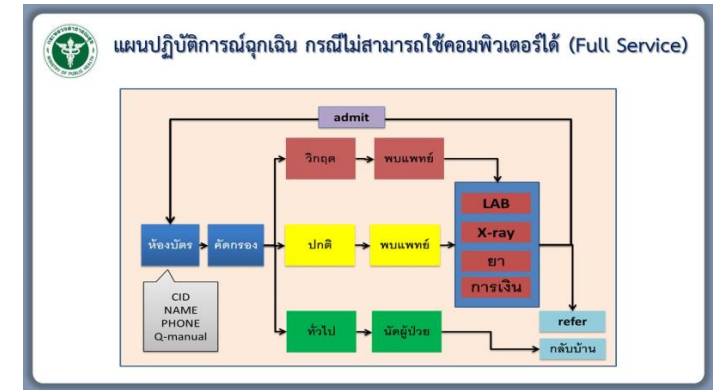 แผนปฏิบัติการณ์ฉุกเฉิน กรณีไม่สามารถใช้คอมพิวเตอร์ได้ (Full Service)
admit
วิกฤต
พบแพทย์
LAB
X-ray
ยา
การเงิน
ห้องบัตร
คัดกรอง
ปกติ
พบแพทย์
CID
NAME
PHONE
Q-manual
ทั่วไป
นัดผู้ป่วย
refer
กลับบ้าน